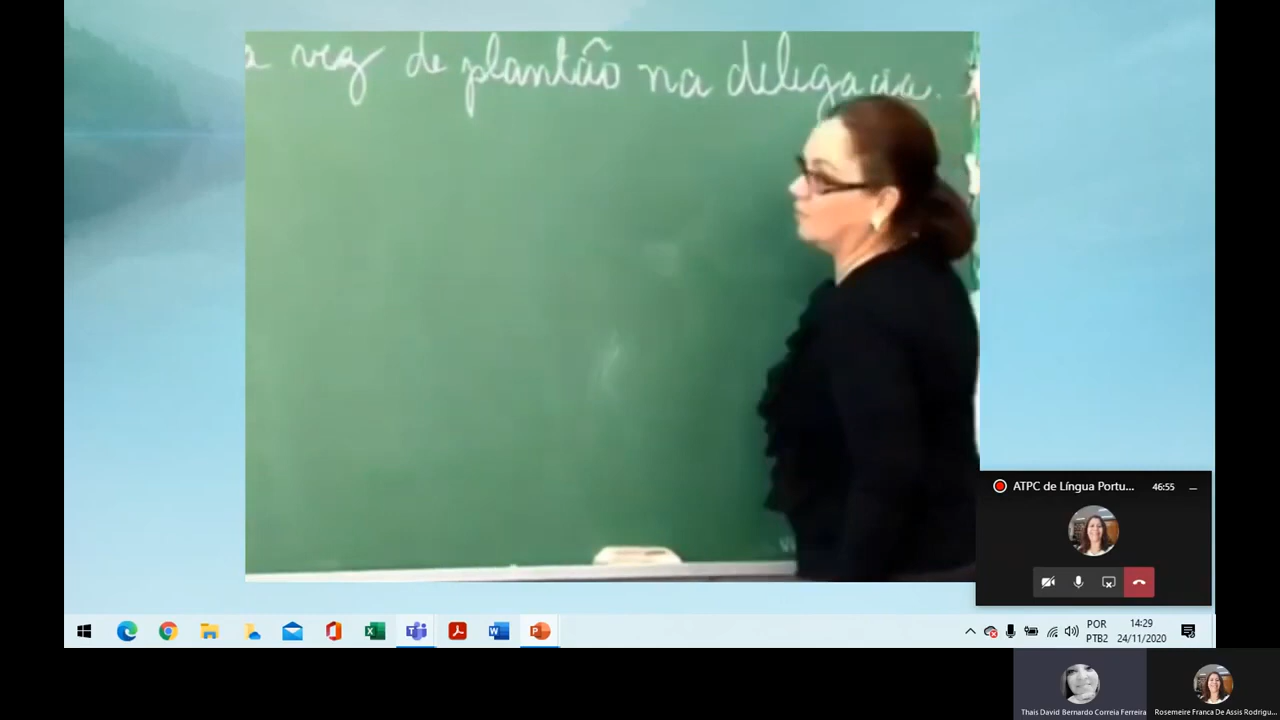 a vez de plantão na delegacia.
ATPC de Língua Portu... 46:55
POR 14:29
PTB2 24/11/2020
Thais David Bernardo Correia Ferreira Rosemeire Franca De Assis Rodrigu...